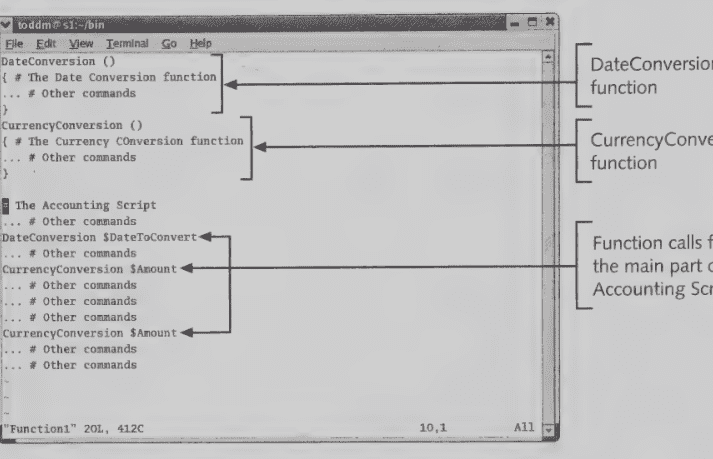 toddm@s1:~/bin
File Edit View Terminal Go Help
DateConversion ()
{ # The Date Conversion function
... # Other commands
}
CurrencyConversion ()
{ # The Currency COnversion function
... # Other commands
}
# The Accounting Script
... # Other commands
DateConversion $DateToConvert
... # Other commands
CurrencyConversion $Amount
... # Other commands
... # Other commands
... # Other commands
CurrencyConversion $Amount
... # Other commands
... # Other commands
~
~
~
"Function1" 20L, 412C 10,1 All
DateConversion
function
CurrencyConve
function
Function calls f
the main part o
Accounting Scr